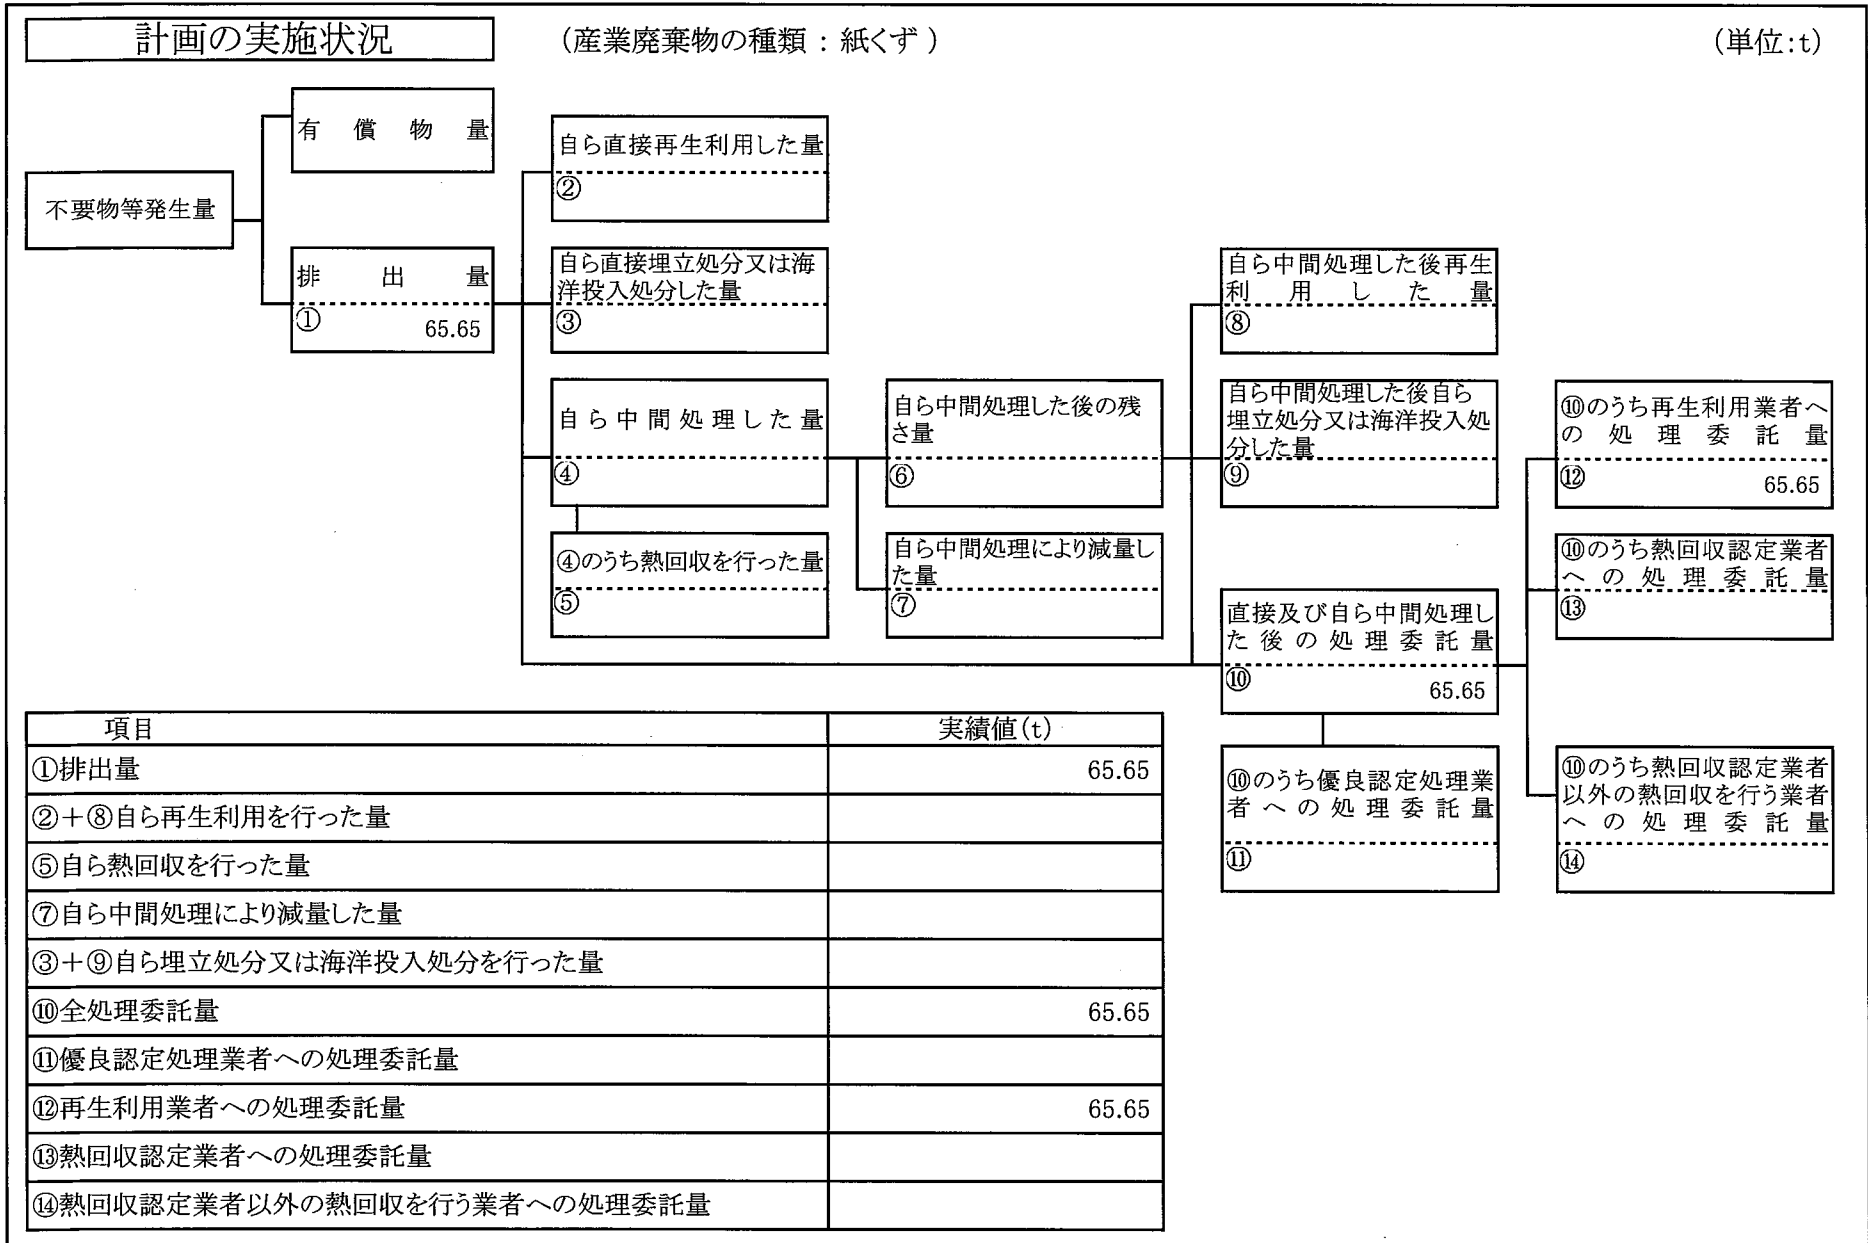 計画の実施状況
(産業廃棄物の種類：紙くず)
(単位:t)
有償物量
不要物等発生量
排出量
①
65.65
自ら直接再生利用した量
②
自ら直接埋立処分又は海
洋投入処分した量
③
自ら中間処理した量
④
④のうち熱回収を行った量
⑤
自ら中間処理した後の残
さ量
⑥
自ら中間処理により減量し
た量
⑦
自ら中間処理した後再生
利用した量
⑧
自ら中間処理した後自ら
埋立処分又は海洋投入処
分した量
⑨
直接及び自ら中間処理し
た後の処理委託量
⑩
65.65
⑩のうち優良認定処理業
者への処理委託量
⑪
⑩のうち再生利用業者へ
の処理委託量
⑫
65.65
⑩のうち熱回収認定業者
への処理委託量
⑬
⑩のうち熱回収認定業者
以外の熱回収を行う業者
への処理委託量
⑭
項目 実績値(t)
①排出量 65.65
②＋⑧自ら再生利用を行った量
⑤自ら熱回収を行った量
⑦自ら中間処理により減量した量
③＋⑨自ら埋立処分又は海洋投入処分を行った量
⑩全処理委託量 65.65
⑪優良認定処理業者への処理委託量
⑫再生利用業者への処理委託量 65.65
⑬熱回収認定業者への処理委託量
⑭熱回収認定業者以外の熱回収を行う業者への処理委託量